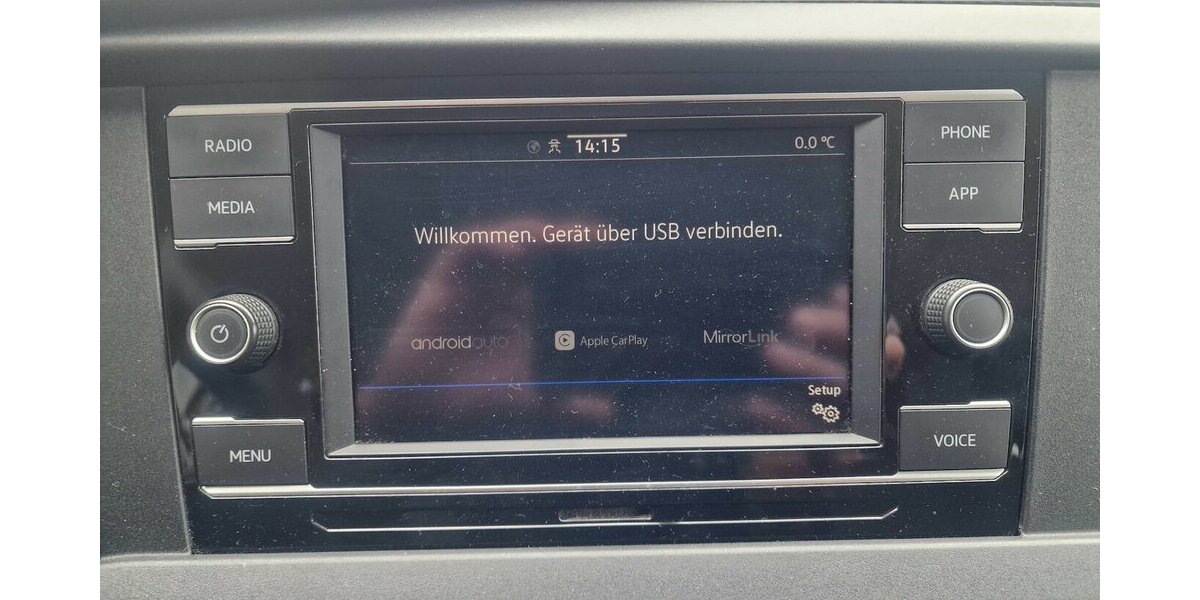 RADIO
MEDIA
MENU
14:15
0.0 °C
Willkommen. Gerät über USB verbinden.
androidauto
Apple CarPlay
MirrorLink
Setup
PHONE
APP
VOICE